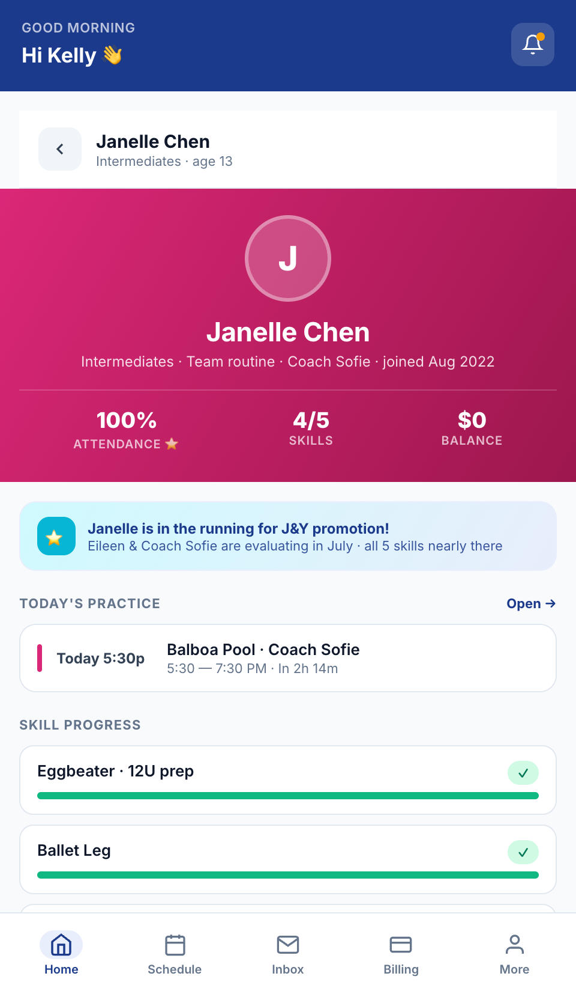 GOOD MORNING
Hi Kelly 👋
Janelle Chen
Intermediates · age 13
J
Janelle Chen
Intermediates · Team routine · Coach Sofie · joined Aug 2022
100%
ATTENDANCE ⭐
4/5
SKILLS
$0
BALANCE
Janelle is in the running for J&Y promotion!
Eileen & Coach Sofie are evaluating in July · all 5 skills nearly there
TODAY'S PRACTICE
Open →
Today 5:30p
Balboa Pool · Coach Sofie
5:30 — 7:30 PM · In 2h 14m
SKILL PROGRESS
Eggbeater · 12U prep
✓
Ballet Leg
✓
Home
Schedule
Inbox
Billing
More